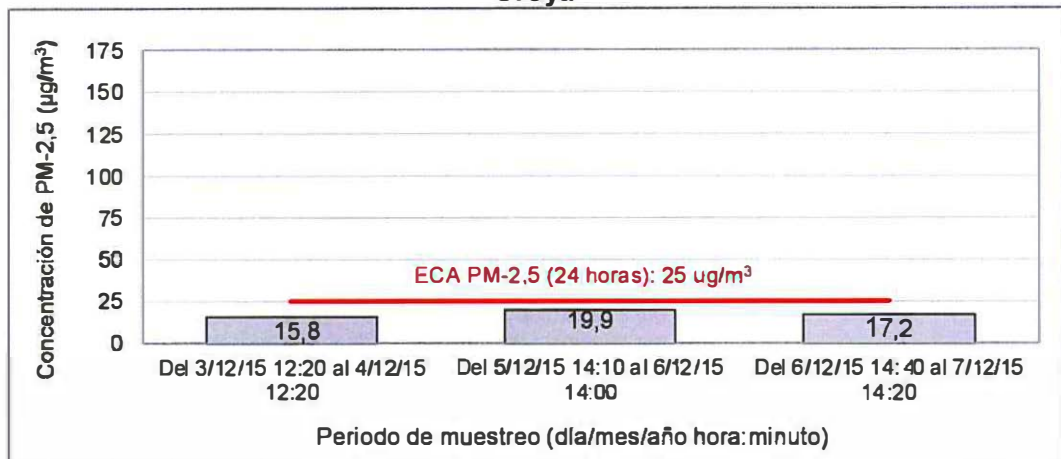 Concentración de PM-2,5 (µg/m³)
175
150
125
100
75
50
25
0
ECA PM-2,5 (24 horas): 25 ug/m³
15,8
19,9
17,2
Del 3/12/15 12:20 al 4/12/15
12:20
Del 5/12/15 14:10 al 6/12/15
14:00
Del 6/12/15 14:40 al 7/12/15
14:20
Periodo de muestreo (día/mes/año hora:minuto)